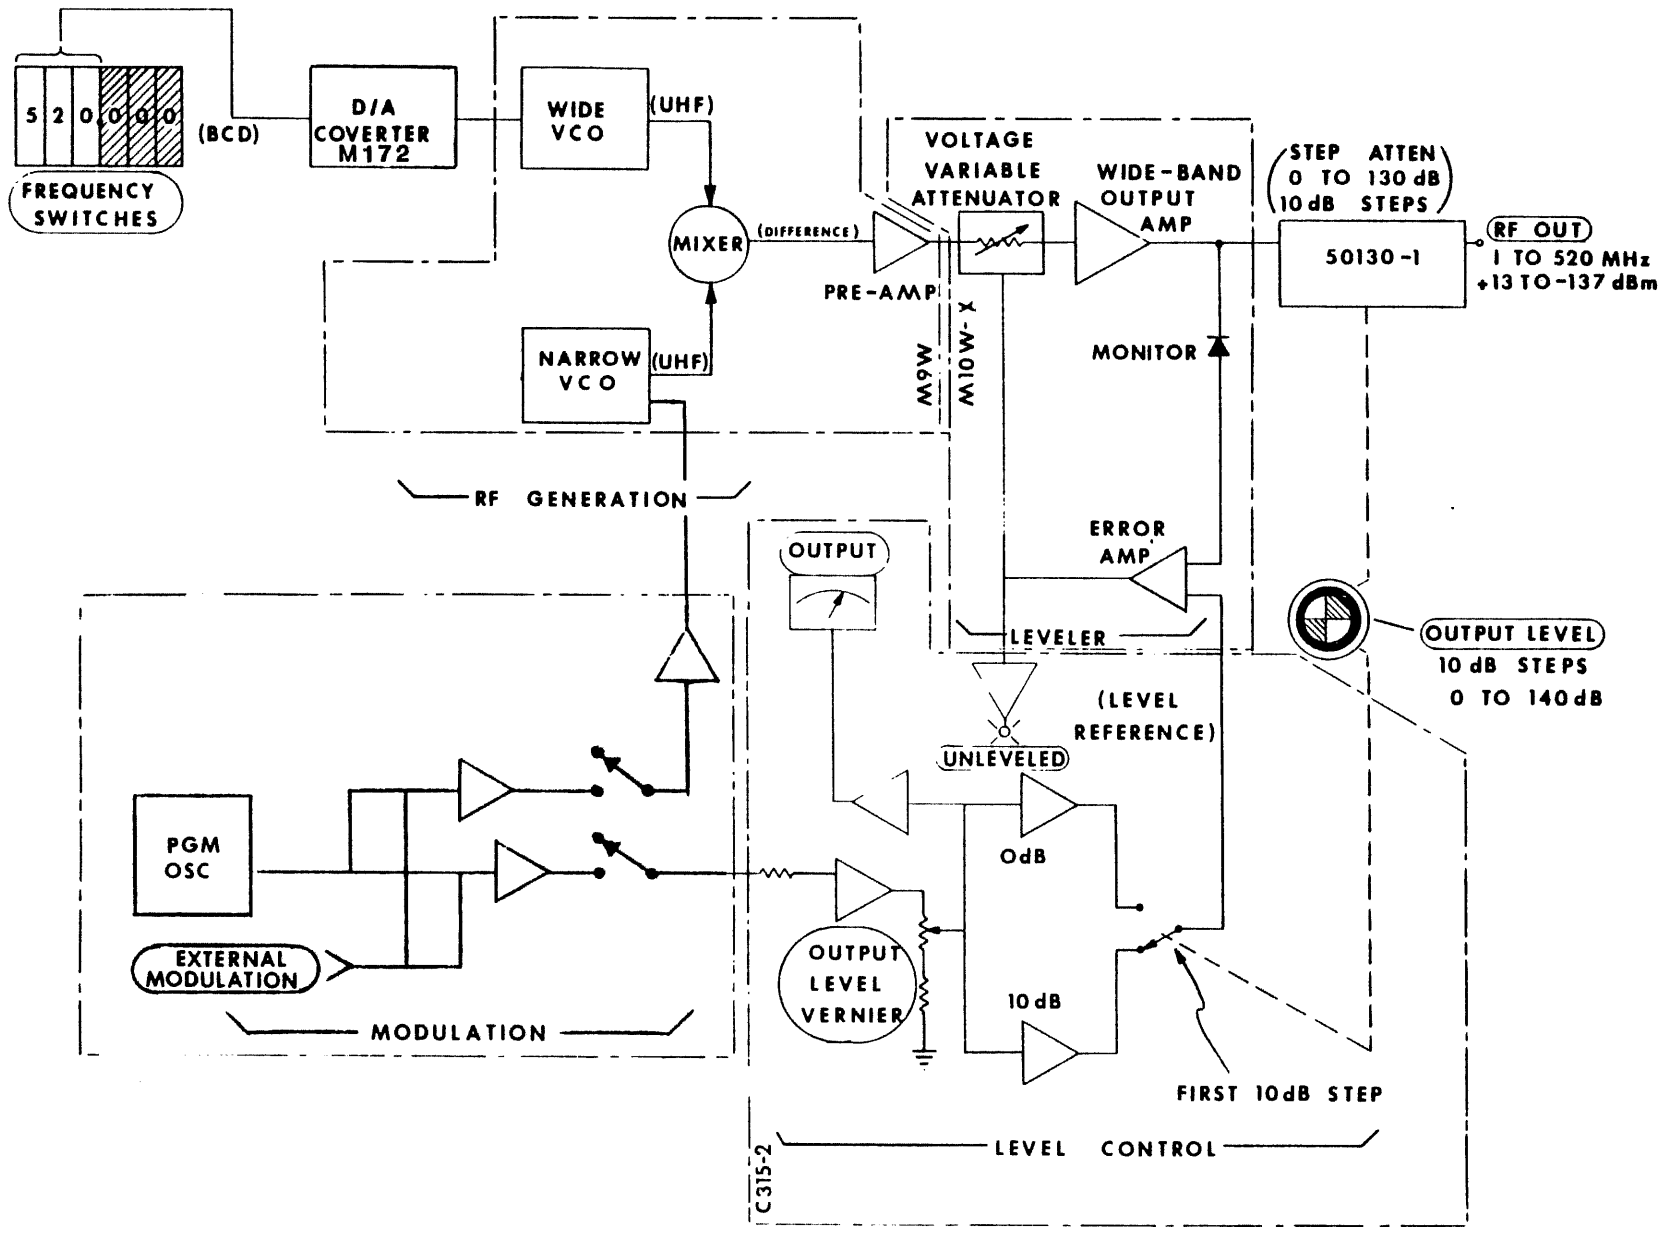 5 2 0.0 0 0
(BCD)
FREQUENCY
SWITCHES
D/A
COVERTER
M172
WIDE
VCO
(UHF)
MIXER
(DIFFERENCE)
PRE-AMP
NARROW
VCO
(UHF)
M9W
M10W-X
VOLTAGE
VARIABLE
ATTENUATOR
WIDE-BAND
OUTPUT
AMP
(STEP ATTEN
0 TO 130 dB
10 dB STEPS)
50130-1
RF OUT
1 TO 520 MHz
+13 TO -137 dBm
MONITOR
RF GENERATION
ERROR
AMP
LEVELER
OUTPUT
UNLEVELED
(LEVEL
REFERENCE)
OUTPUT LEVEL
10 dB STEPS
0 TO 140 dB
PGM
OSC
EXTERNAL
MODULATION
MODULATION
0dB
OUTPUT
LEVEL
VERNIER
10 dB
FIRST 10dB STEP
LEVEL CONTROL
C315-2